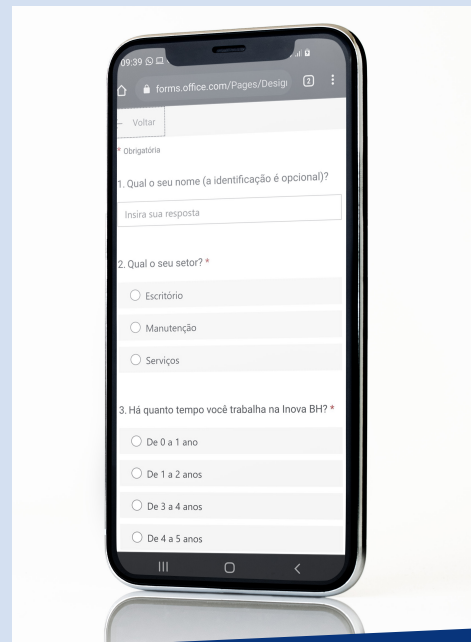 09:39
forms.office.com/Pages/Desig
2
← Voltar
* Obrigatória
1. Qual o seu nome (a identificação é opcional)?
Insira sua resposta
2. Qual o seu setor? *
Escritório
Manutenção
Serviços
3. Há quanto tempo você trabalha na Inova BH? *
De 0 a 1 ano
De 1 a 2 anos
De 3 a 4 anos
De 4 a 5 anos